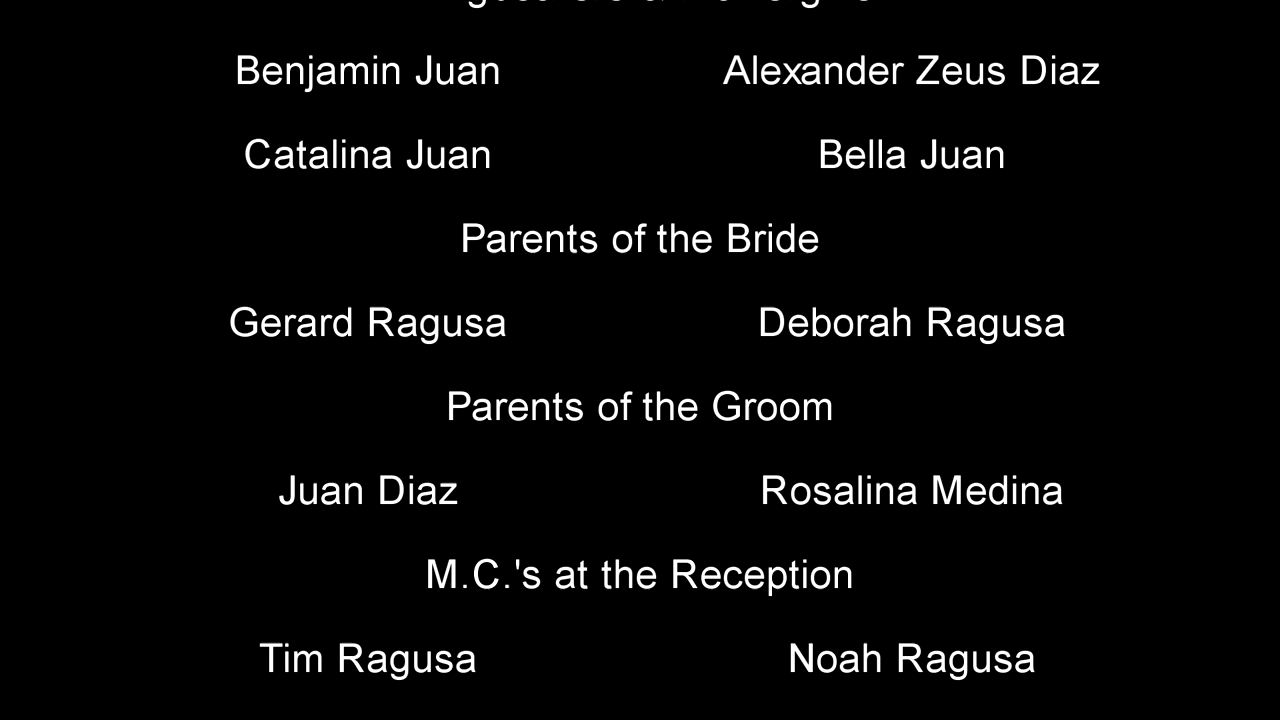 Benjamin Juan Alexander Zeus Diaz
Catalina Juan Bella Juan
Parents of the Bride
Gerard Ragusa Deborah Ragusa
Parents of the Groom
Juan Diaz Rosalina Medina
M.C.'s at the Reception
Tim Ragusa Noah Ragusa